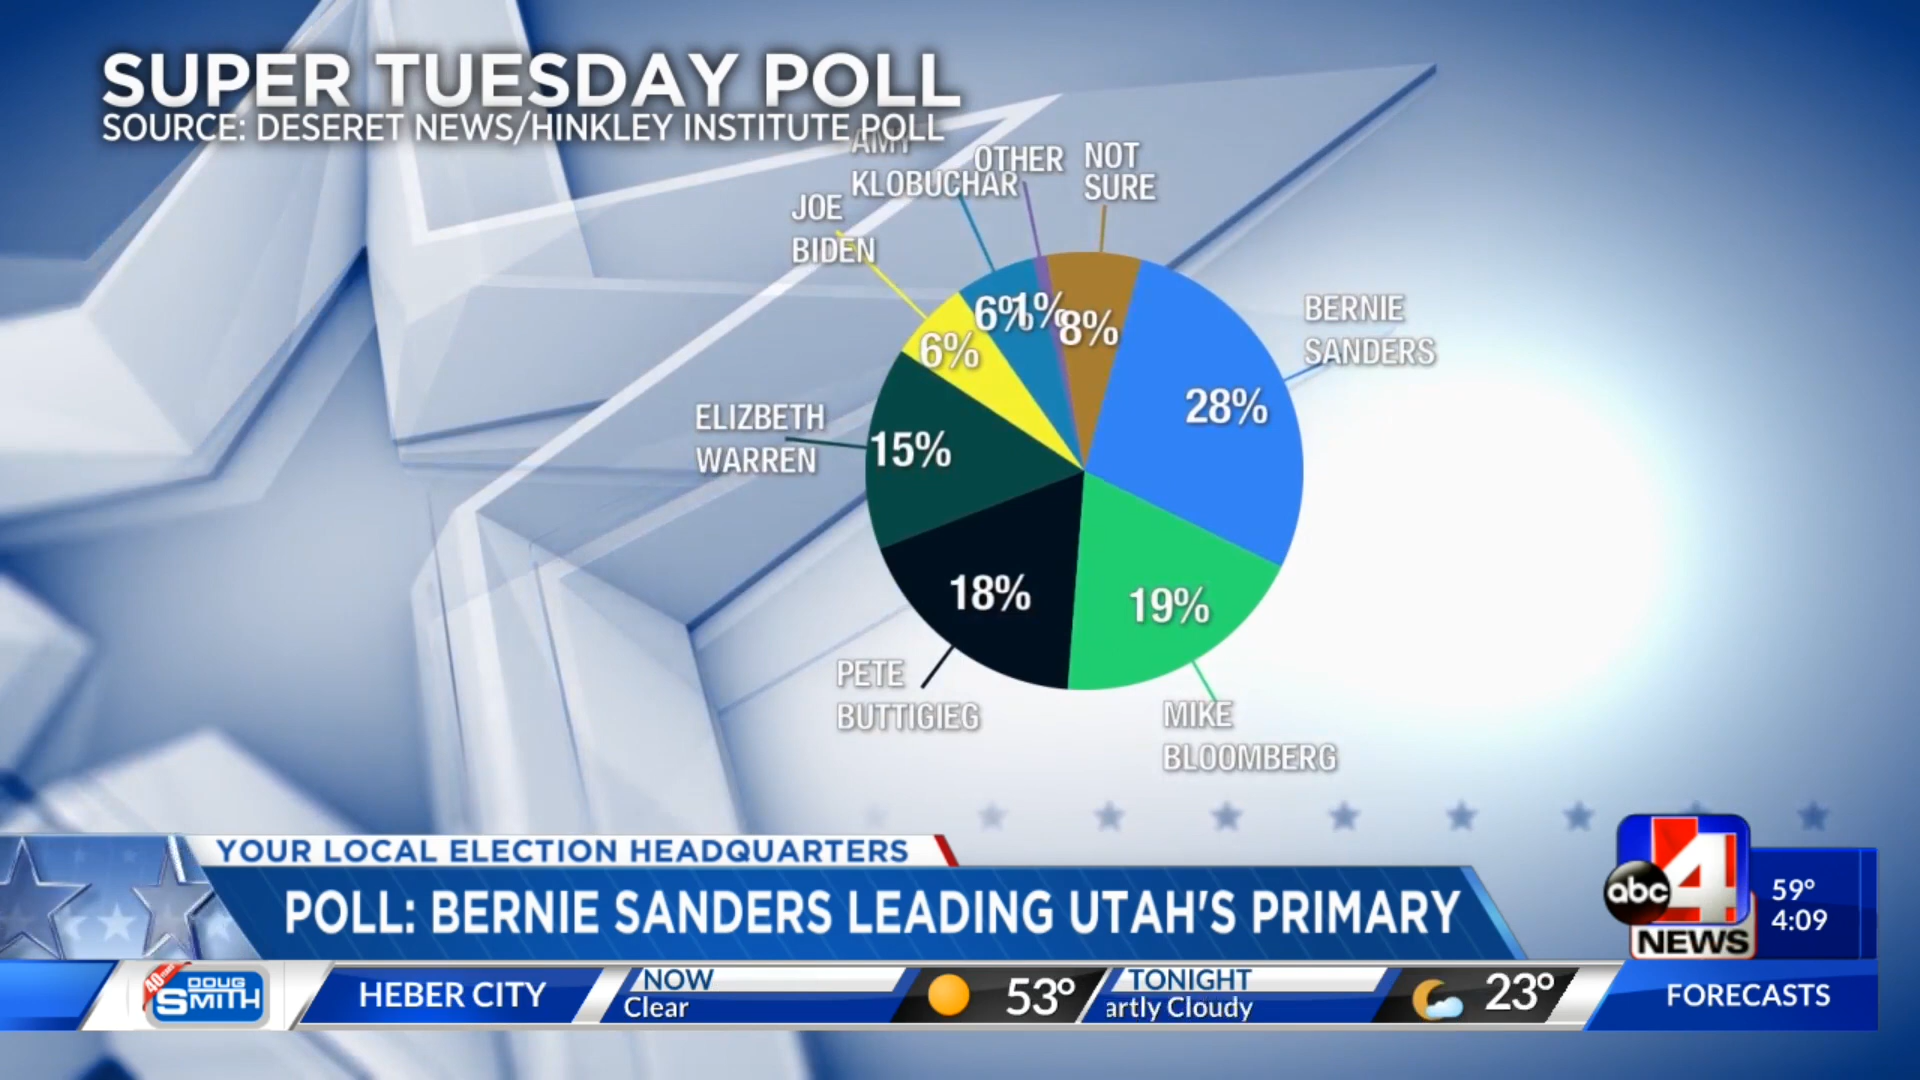 SUPER TUESDAY POLL
SOURCE: DESERET NEWS/HINKLEY INSTITUTE POLL
AMY
KLOBUCHAR
OTHER
NOT
SURE
JOE
BIDEN
BERNIE
SANDERS
6%
1%
8%
6%
28%
ELIZBETH
WARREN
15%
18%
19%
PETE
BUTTIGIEG
MIKE
BLOOMBERG
YOUR LOCAL ELECTION HEADQUARTERS
POLL: BERNIE SANDERS LEADING UTAH'S PRIMARY
abc
4
NEWS
59°
4:09
40 YEARS
DOUG
SMITH
HEBER CITY
NOW
Clear
53°
TONIGHT
artly Cloudy
23°
FORECASTS